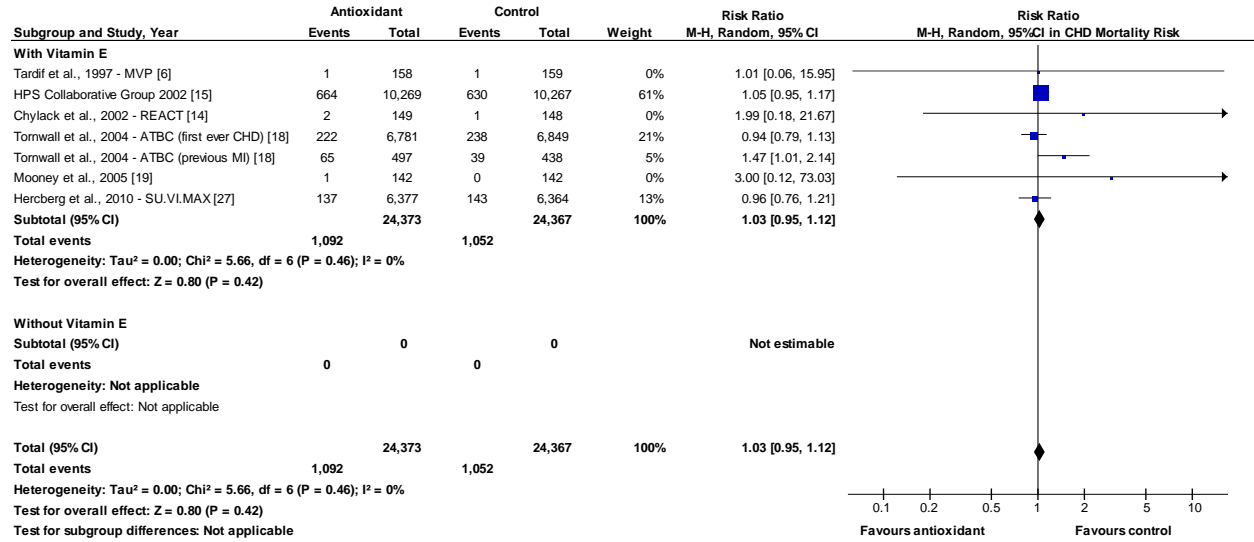 Antioxidant Control Risk Ratio Risk Ratio
Subgroup and Study, Year Events Total Events Total Weight M-H, Random, 95% CI M-H, Random, 95%CI in CHD Mortality Risk
With Vitamin E
Tardif et al., 1997 - MVP [6] 1 158 1 159 0% 1.01 [0.06, 15.95]
HPS Collaborative Group 2002 [15] 664 10,269 630 10,267 61% 1.05 [0.95, 1.17]
Chylack et al., 2002 - REACT [14] 2 149 1 148 0% 1.99 [0.18, 21.67]
Tornwall et al., 2004 - ATBC (first ever CHD) [18] 222 6,781 238 6,849 21% 0.94 [0.79, 1.13]
Tornwall et al., 2004 - ATBC (previous MI) [18] 65 497 39 438 5% 1.47 [1.01, 2.14]
Mooney et al., 2005 [19] 1 142 0 142 0% 3.00 [0.12, 73.03]
Hercberg et al., 2010 - SU.VI.MAX [27] 137 6,377 143 6,364 13% 0.96 [0.76, 1.21]
Subtotal (95% CI) 24,373 24,367 100% 1.03 [0.95, 1.12]
Total events 1,092 1,052
Heterogeneity: Tau² = 0.00; Chi² = 5.66, df = 6 (P = 0.46); I² = 0%
Test for overall effect: Z = 0.80 (P = 0.42)
Without Vitamin E
Subtotal (95% CI) 0 0 Not estimable
Total events 0 0
Heterogeneity: Not applicable
Test for overall effect: Not applicable
Total (95% CI) 24,373 24,367 100% 1.03 [0.95, 1.12]
Total events 1,092 1,052
Heterogeneity: Tau² = 0.00; Chi² = 5.66, df = 6 (P = 0.46); I² = 0%
Test for overall effect: Z = 0.80 (P = 0.42)
Test for subgroup differences: Not applicable
0.1 0.2 0.5 1 2 5 10
Favours antioxidant Favours control